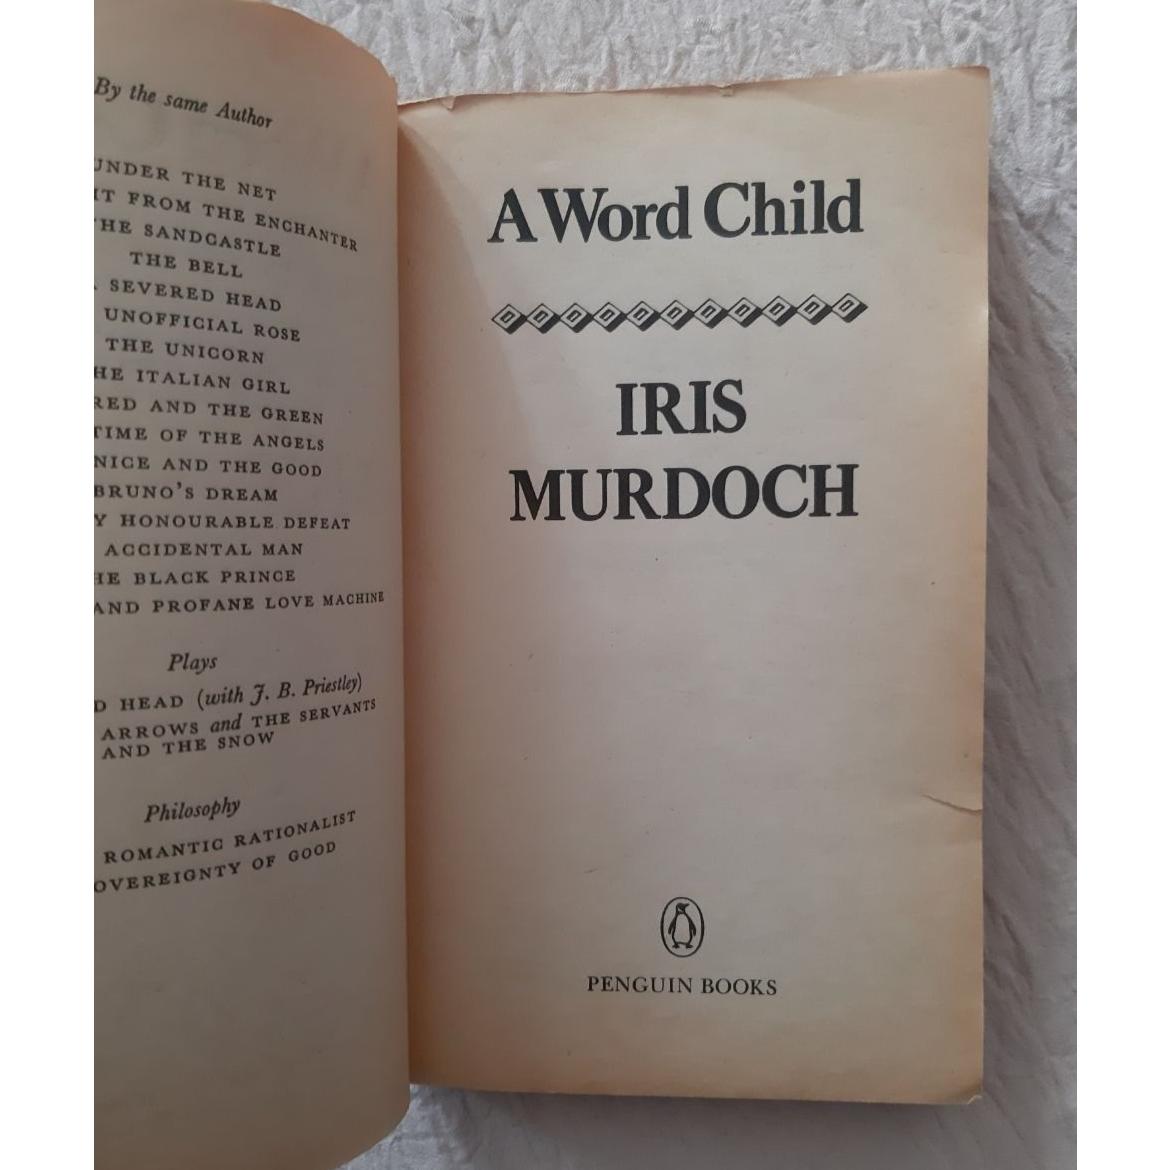 By the same Author
UNDER THE NET
IT FROM THE ENCHANTER
THE SANDCASTLE
THE BELL
SEVERED HEAD
UNOFFICIAL ROSE
THE UNICORN
HE ITALIAN GIRL
RED AND THE GREEN
TIME OF THE ANGELS
NICE AND THE GOOD
BRUNO'S DREAM
Y HONOURABLE DEFEAT
ACCIDENTAL MAN
HE BLACK PRINCE
AND PROFANE LOVE MACHINE
Plays
D HEAD (with J. B. Priestley)
ARROWS and THE SERVANTS
AND THE SNOW
Philosophy
ROMANTIC RATIONALIST
OVEREIGNTY OF GOOD
A Word Child
IRIS
MURDOCH
PENGUIN BOOKS